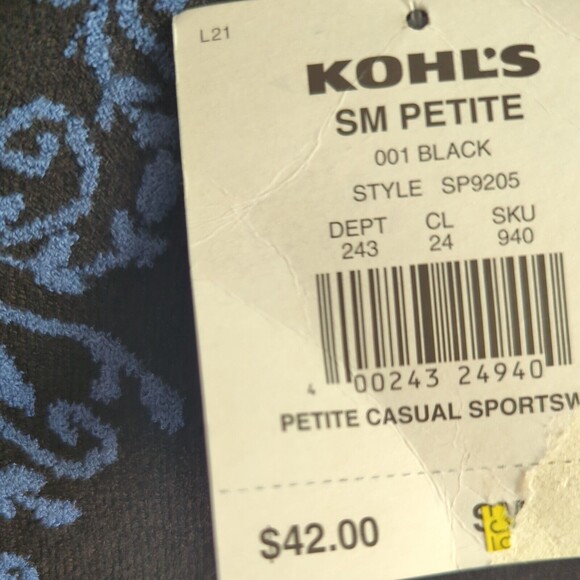 L21
KOHL'S
SM PETITE
001 BLACK
STYLE SP9205
DEPT CL SKU
243 24 940
4 00243 24940
PETITE CASUAL SPORTSW
$42.00